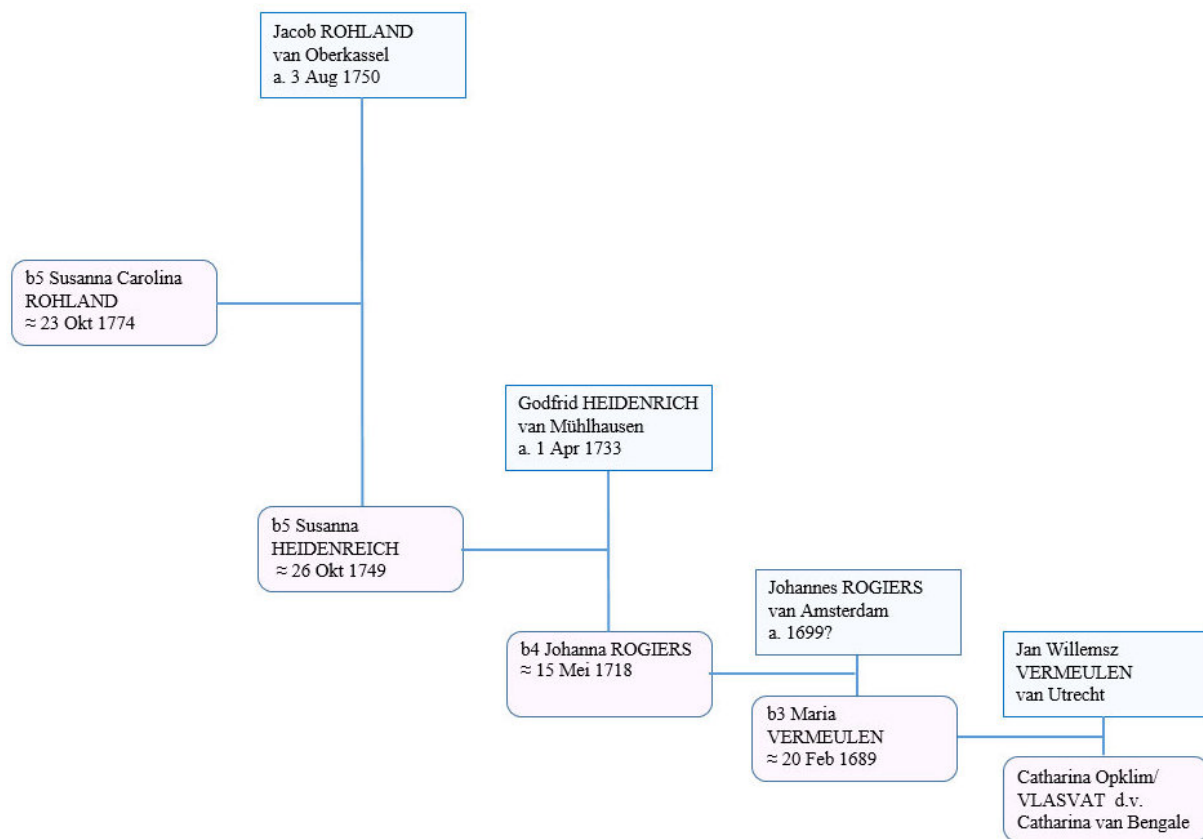 Jacob ROHLAND
van Oberkassel
a. 3 Aug 1750
b5 Susanna Carolina
ROHLAND
≈ 23 Okt 1774
Godfrid HEIDENRICH
van Mühlhausen
a. 1 Apr 1733
b5 Susanna
HEIDENREICH
≈ 26 Okt 1749
Johannes ROGIERS
van Amsterdam
a. 1699?
b4 Johanna ROGIERS
≈ 15 Mei 1718
Jan Willemsz
VERMEULEN
van Utrecht
b3 Maria
VERMEULEN
≈ 20 Feb 1689
Catharina Opklim/
VLASVAT d.v.
Catharina van Bengale